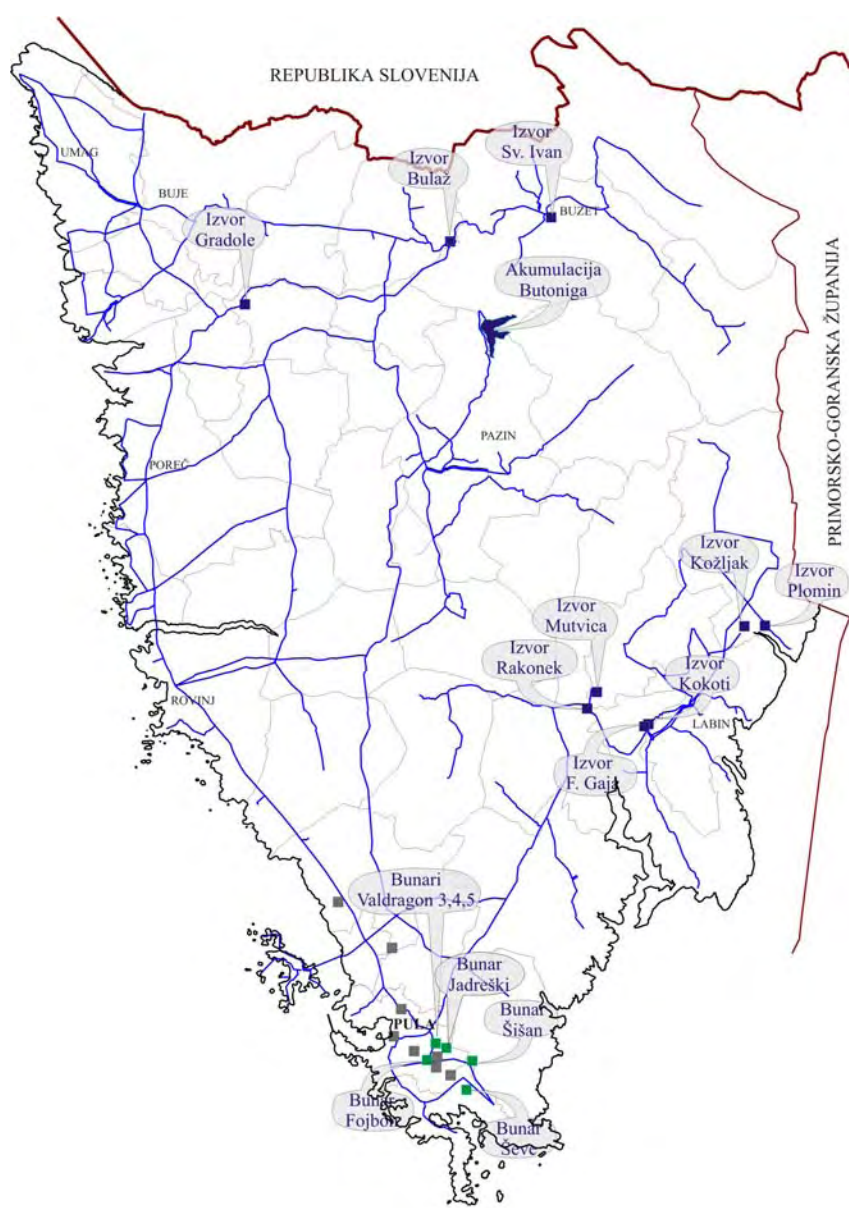 REPUBLIKA SLOVENIJA
Izvor
Sv. Ivan
Izvor
Bulaž
UMAG
BUJE
BUZET
Izvor
Gradole
Akumulacija
Butoniga
PRIMORSKO-GORANSKA ŽUPANIJA
PAZIN
POREČ
Izvor
Kožljak
Izvor
Plomin
Izvor
Mutvica
Izvor
Rakonek
Izvor
Kokoti
ROVINJ
LABIN
Izvor
F. Gaja
Bunari
Valdragon 3,4,5
Bunar
Jadreški
Bunar
Šišan
PULA
Bunar
Fojbon
Bunar
Ševe